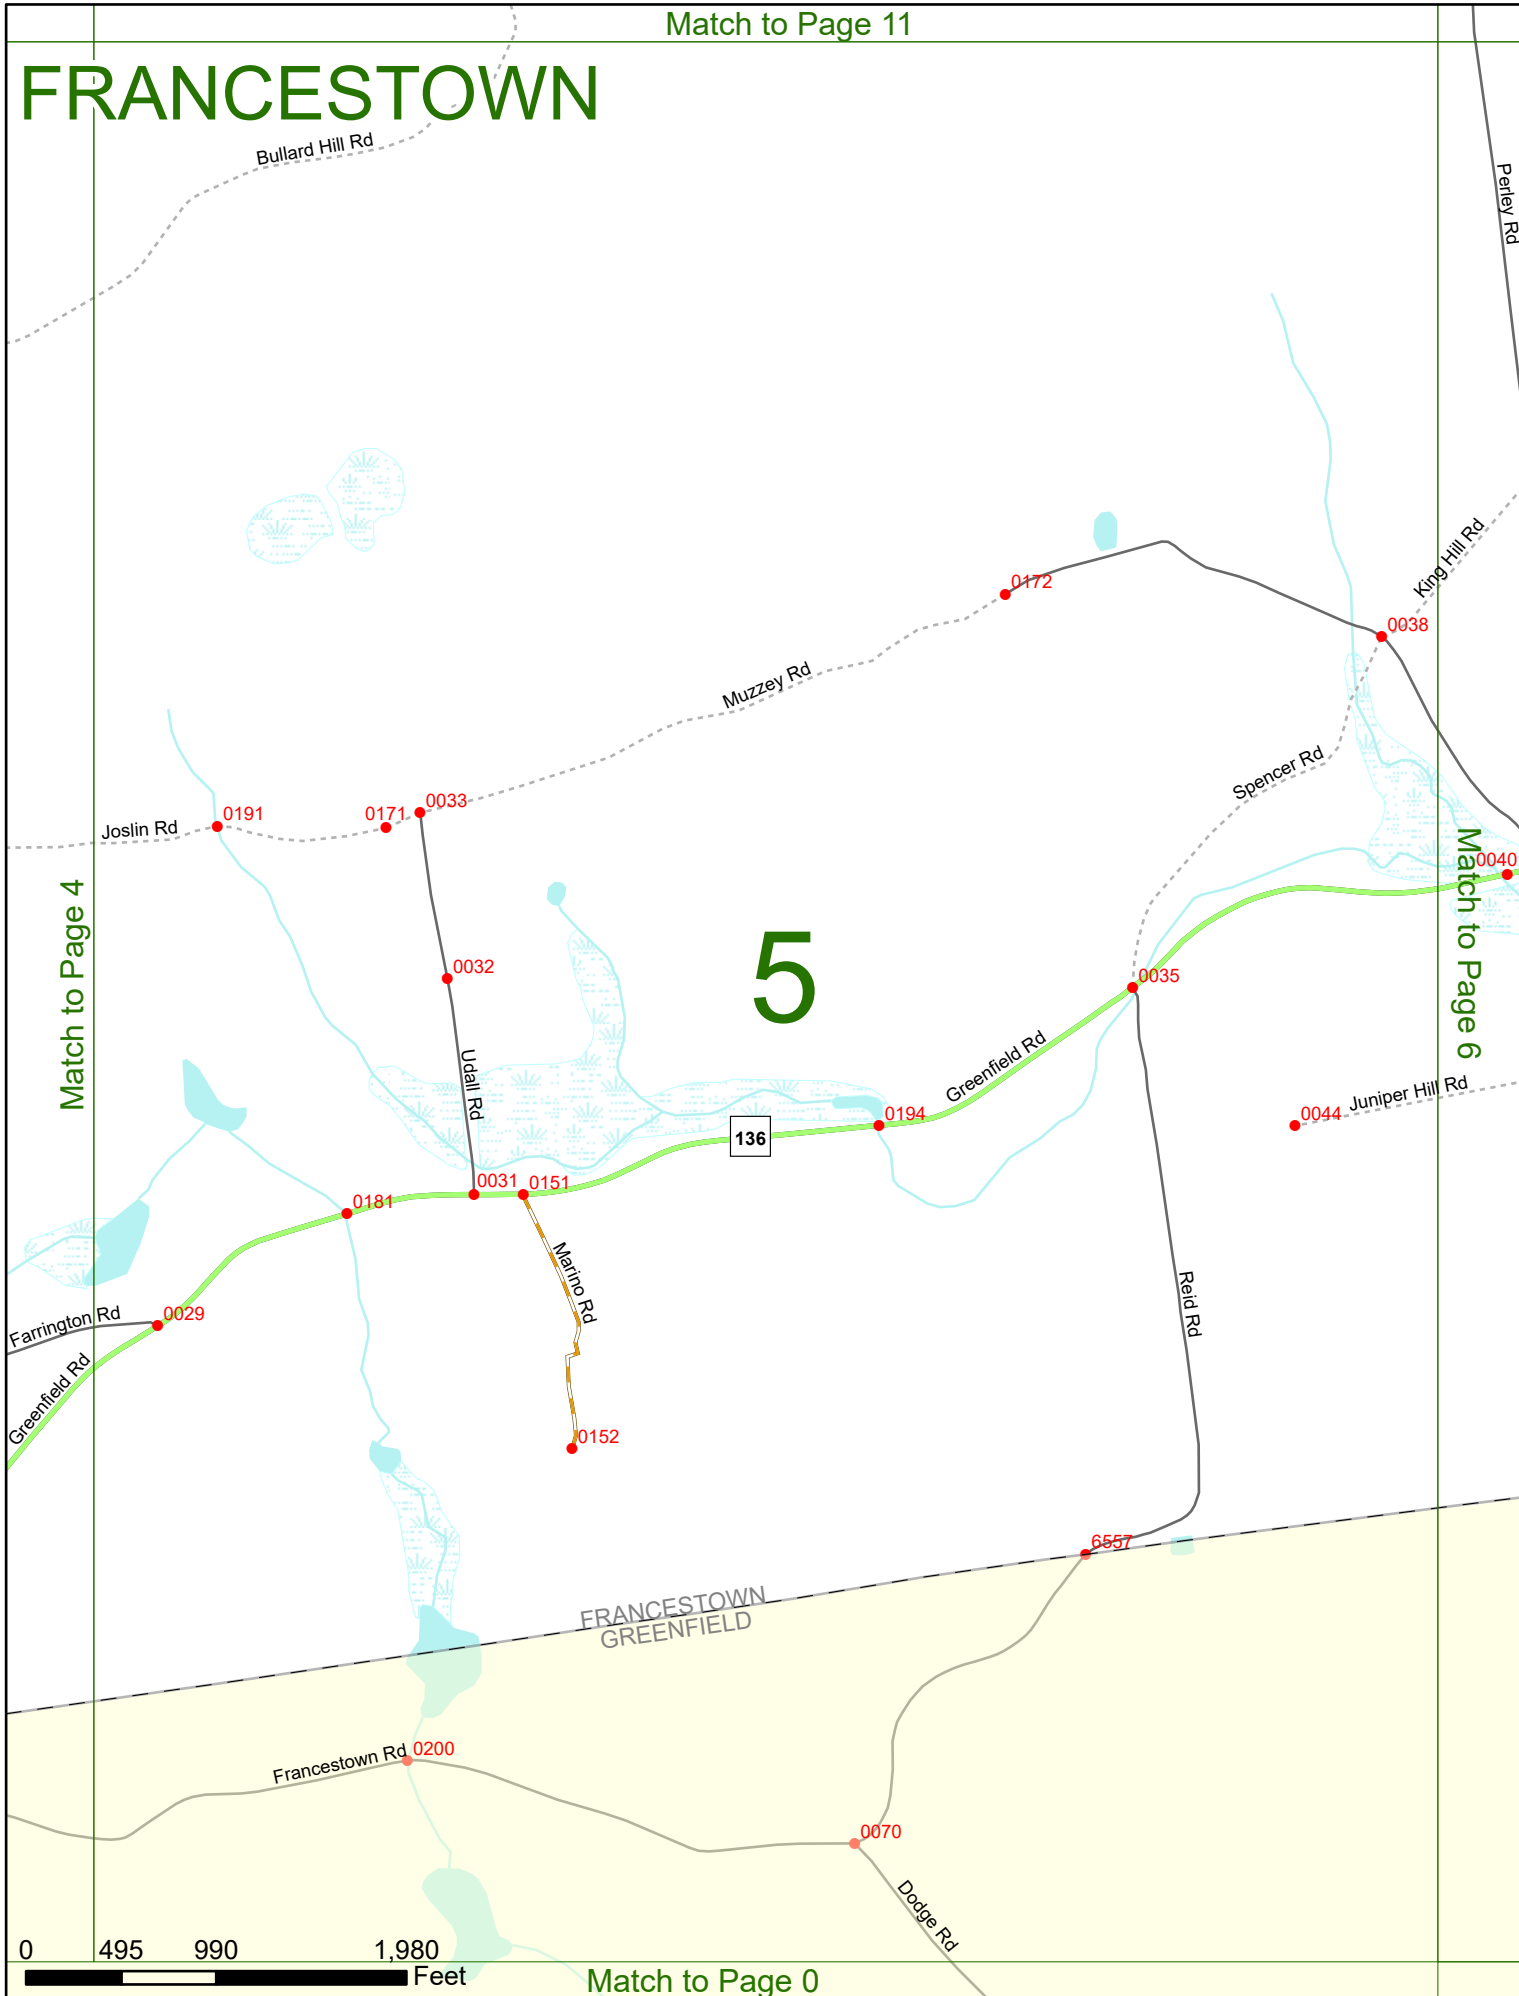 Match to Page 11
FRANCESTOWN
Bullard Hill Rd
Perley Rd
King Hill Rd
0172
0038
Muzzey Rd
Spencer Rd
0033
0171
0191
Joslin Rd
Match to Page 4
Match to Page 6
0040
5
0032
0035
Udall Rd
Greenfield Rd
Juniper Hill Rd
0044
0194
136
0031
0151
0181
Marino Rd
Reid Rd
Farrington Rd
0029
Greenfield Rd
0152
6557
FRANCESTOWN
GREENFIELD
Francestown Rd
0200
0070
Dodge Rd
0 495 990 1,980
Feet
Match to Page 0